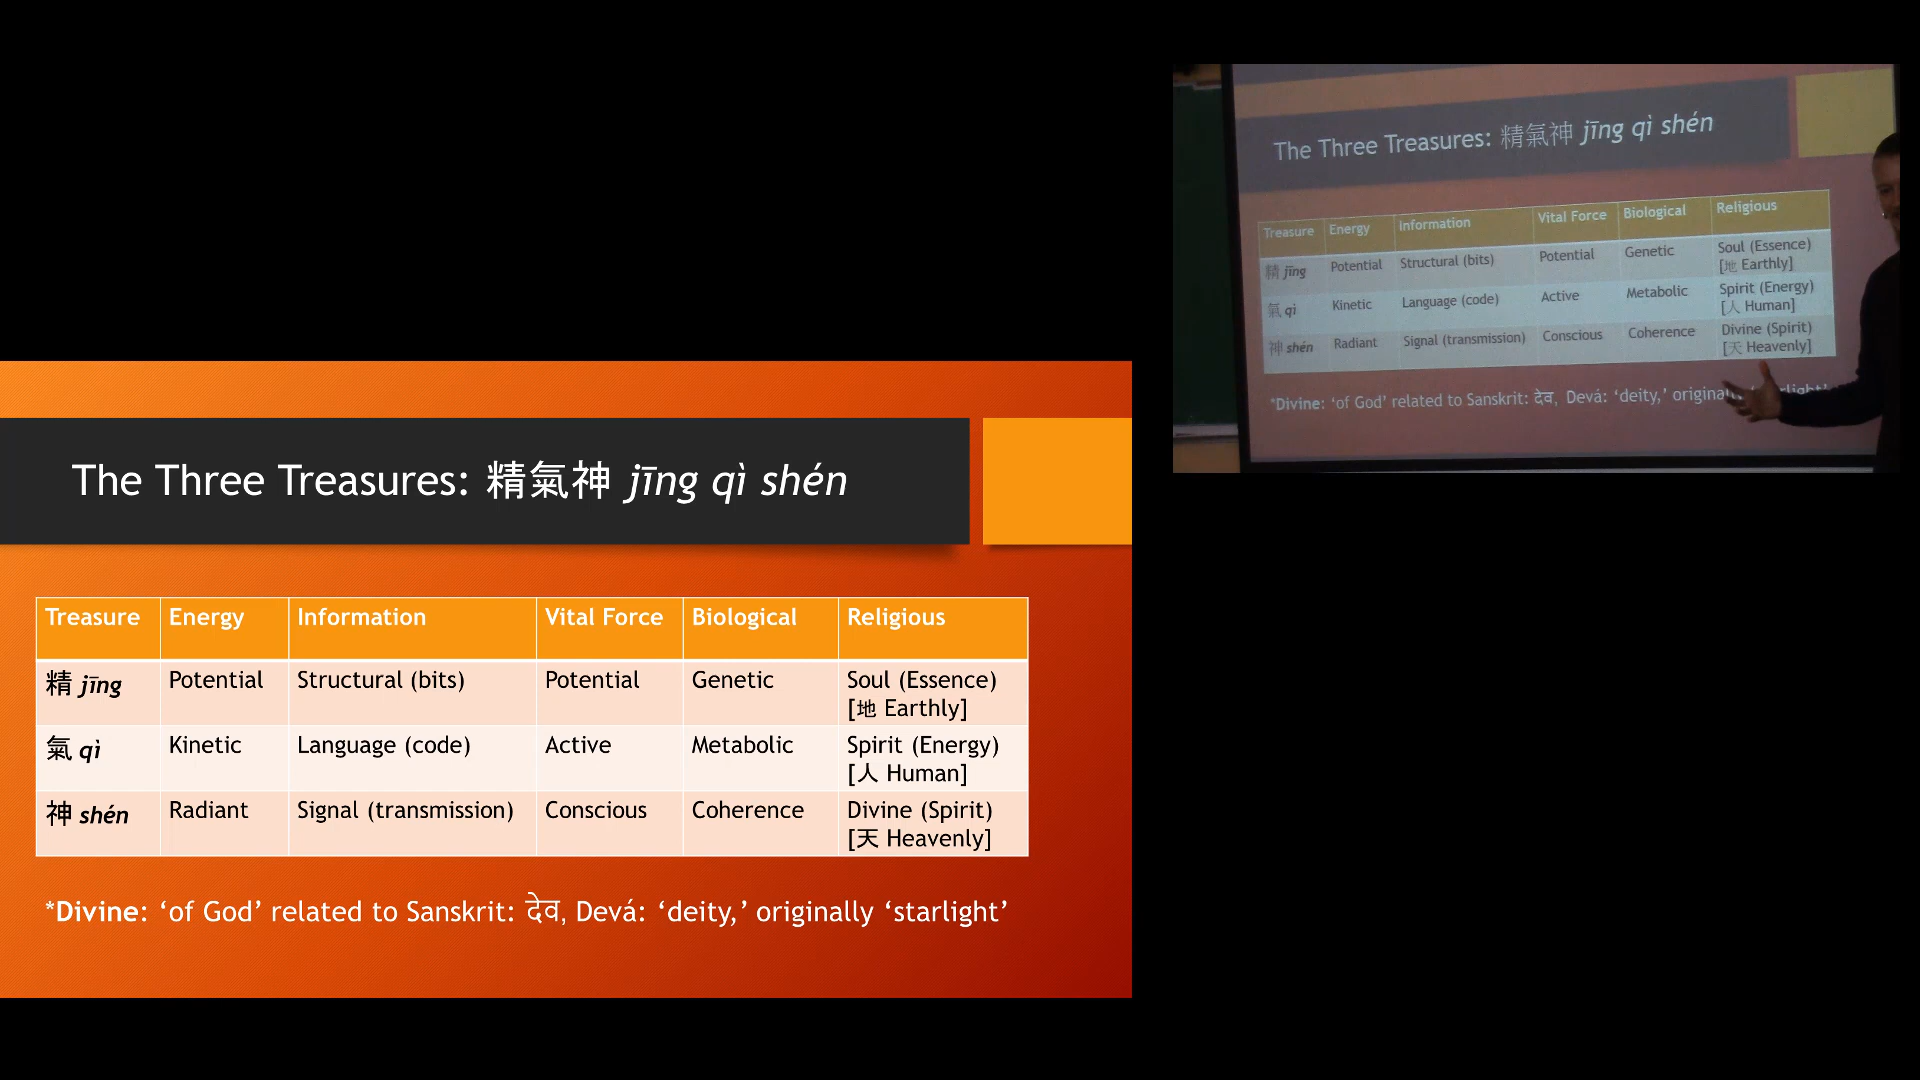 The Three Treasures: 精氣神 jīng qì shén
Treasure Energy Information Vital Force Biological Religious
精 jīng Potential Structural (bits) Potential Genetic Soul (Essence)
[地 Earthly]
氣 qì Kinetic Language (code) Active Metabolic Spirit (Energy)
[人 Human]
神 shén Radiant Signal (transmission) Conscious Coherence Divine (Spirit)
[天 Heavenly]
*Divine: ‘of God’ related to Sanskrit: देव, Devá: ‘deity,’ originally ‘starlight’
The Three Treasures: 精氣神 jīng qì shén
Treasure Energy Information Vital Force Biological Religious
精 jīng Potential Structural (bits) Potential Genetic Soul (Essence)
[地 Earthly]
氣 qì Kinetic Language (code) Active Metabolic Spirit (Energy)
[人 Human]
神 shén Radiant Signal (transmission) Conscious Coherence Divine (Spirit)
[天 Heavenly]
*Divine: ‘of God’ related to Sanskrit: देव, Devá: ‘deity,’